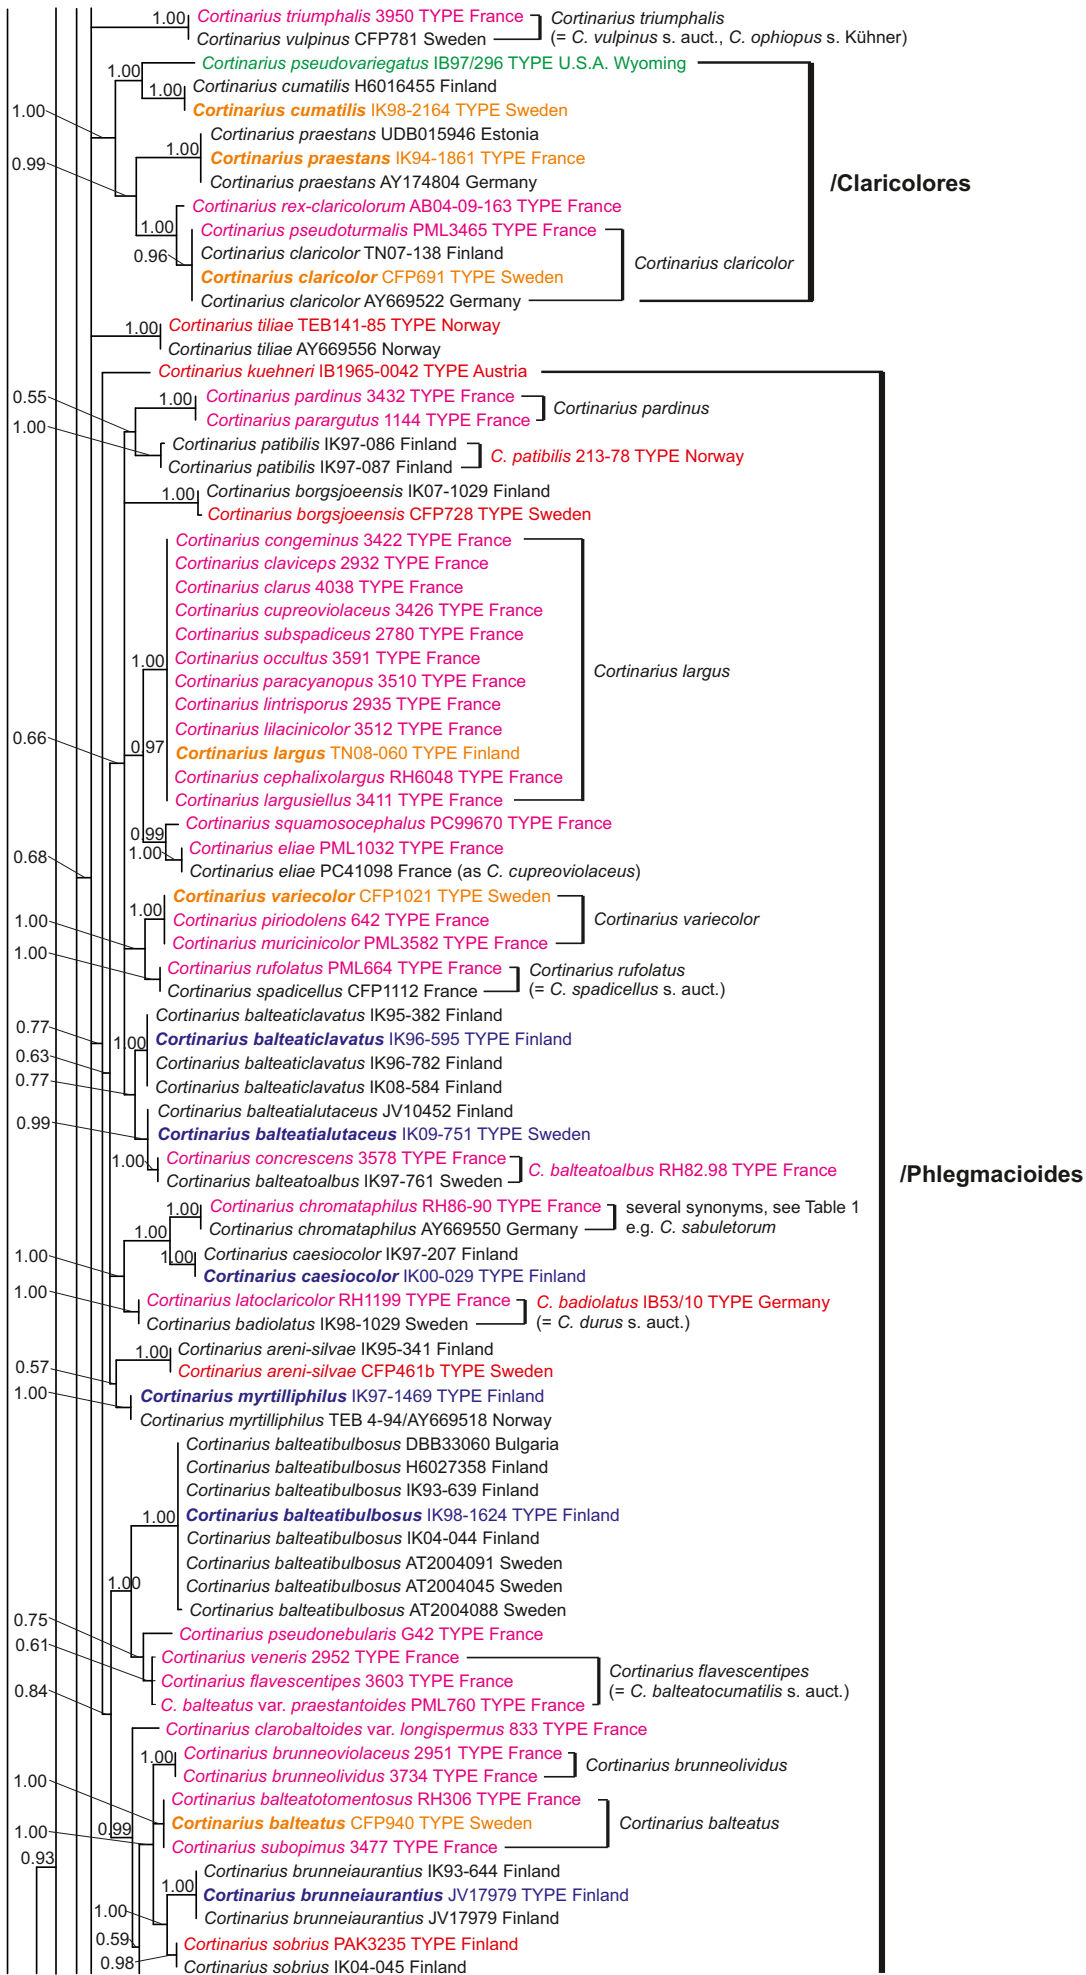 1.00
Cortinarius triumphalis 3950 TYPE France
Cortinarius vulpinus CFP781 Sweden
Cortinarius triumphalis
(= C. vulpinus s. auct., C. ophiopus s. Kühner)
Cortinarius pseudovariegatus IB97/296 TYPE U.S.A. Wyoming
1.00
Cortinarius cumatilis H6016455 Finland
1.00
Cortinarius cumatilis IK98-2164 TYPE Sweden
1.00
Cortinarius praestans UDB015946 Estonia
1.00
Cortinarius praestans IK94-1861 TYPE France
0.99
Cortinarius praestans AY174804 Germany
/Claricolores
Cortinarius rex-claricolorum AB04-09-163 TYPE France
1.00
Cortinarius pseudoturmalis PML3465 TYPE France
0.96
Cortinarius claricolor TN07-138 Finland
Cortinarius claricolor
Cortinarius claricolor CFP691 TYPE Sweden
Cortinarius claricolor AY669522 Germany
1.00
Cortinarius tiliae TEB141-85 TYPE Norway
Cortinarius tiliae AY669556 Norway
Cortinarius kuehneri IB1965-0042 TYPE Austria
0.55
1.00
Cortinarius pardinus 3432 TYPE France
Cortinarius parargutus 1144 TYPE France
Cortinarius pardinus
1.00
Cortinarius patibilis IK97-086 Finland
Cortinarius patibilis IK97-087 Finland
C. patibilis 213-78 TYPE Norway
1.00
Cortinarius borgsjoeensis IK07-1029 Finland
Cortinarius borgsjoeensis CFP728 TYPE Sweden
Cortinarius congeminus 3422 TYPE France
Cortinarius claviceps 2932 TYPE France
Cortinarius clarus 4038 TYPE France
Cortinarius cupreoviolaceus 3426 TYPE France
Cortinarius subspadiceus 2780 TYPE France
1.00
Cortinarius occultus 3591 TYPE France
Cortinarius largus
Cortinarius paracyanopus 3510 TYPE France
Cortinarius lintrisporus 2935 TYPE France
Cortinarius lilacinicolor 3512 TYPE France
0.66
0.97
Cortinarius largus TN08-060 TYPE Finland
Cortinarius cephalixolargus RH6048 TYPE France
Cortinarius largusiellus 3411 TYPE France
Cortinarius squamosocephalus PC99670 TYPE France
0.99
1.00
Cortinarius eliae PML1032 TYPE France
0.68
Cortinarius eliae PC41098 France (as C. cupreoviolaceus)
Cortinarius variecolor CFP1021 TYPE Sweden
1.00
1.00
Cortinarius piriodolens 642 TYPE France
Cortinarius variecolor
Cortinarius muricinicolor PML3582 TYPE France
1.00
Cortinarius rufolatus PML664 TYPE France
Cortinarius spadicellus CFP1112 France
Cortinarius rufolatus
(= C. spadicellus s. auct.)
Cortinarius balteaticlavatus IK95-382 Finland
0.77
1.00
Cortinarius balteaticlavatus IK96-595 TYPE Finland
0.63
Cortinarius balteaticlavatus IK96-782 Finland
0.77
Cortinarius balteaticlavatus IK08-584 Finland
Cortinarius balteatialutaceus JV10452 Finland
0.99
Cortinarius balteatialutaceus IK09-751 TYPE Sweden
1.00
Cortinarius concrescens 3578 TYPE France
Cortinarius balteatoalbus IK97-761 Sweden
C. balteatoalbus RH82.98 TYPE France
/Phlegmacioides
1.00
Cortinarius chromataphilus RH86-90 TYPE France
Cortinarius chromataphilus AY669550 Germany
several synonyms, see Table 1
e.g. C. sabuletorum
1.00
1.00
1.00
Cortinarius caesiocolor IK97-207 Finland
Cortinarius caesiocolor IK00-029 TYPE Finland
1.00
Cortinarius latoclaricolor RH1199 TYPE France
Cortinarius badiolatus IK98-1029 Sweden
C. badiolatus IB53/10 TYPE Germany
(= C. durus s. auct.)
1.00
Cortinarius areni-silvae IK95-341 Finland
0.57
Cortinarius areni-silvae CFP461b TYPE Sweden
1.00
Cortinarius myrtilliphilus IK97-1469 TYPE Finland
Cortinarius myrtilliphilus TEB 4-94/AY669518 Norway
Cortinarius balteatibulbosus DBB33060 Bulgaria
Cortinarius balteatibulbosus H6027358 Finland
Cortinarius balteatibulbosus IK93-639 Finland
1.00
Cortinarius balteatibulbosus IK98-1624 TYPE Finland
Cortinarius balteatibulbosus IK04-044 Finland
Cortinarius balteatibulbosus AT2004091 Sweden
1.00
Cortinarius balteatibulbosus AT2004045 Sweden
Cortinarius balteatibulbosus AT2004088 Sweden
0.75
Cortinarius pseudonebularis G42 TYPE France
0.61
Cortinarius veneris 2952 TYPE France
Cortinarius flavescentipes 3603 TYPE France
Cortinarius flavescentipes
(= C. balteatocumatilis s. auct.)
0.84
C. balteatus var. praestantoides PML760 TYPE France
Cortinarius clarobaltoides var. longispermus 833 TYPE France
1.00
Cortinarius brunneoviolaceus 2951 TYPE France
Cortinarius brunneolividus 3734 TYPE France
Cortinarius brunneolividus
1.00
Cortinarius balteatotomentosus RH306 TYPE France
1.00
0.99
Cortinarius balteatus CFP940 TYPE Sweden
Cortinarius balteatus
Cortinarius subopimus 3477 TYPE France
0.93
Cortinarius brunneiaurantius IK93-644 Finland
1.00
Cortinarius brunneiaurantius JV17979 TYPE Finland
1.00
Cortinarius brunneiaurantius JV17979 Finland
0.59
Cortinarius sobrius PAK3235 TYPE Finland
0.98
Cortinarius sobrius IK04-045 Finland